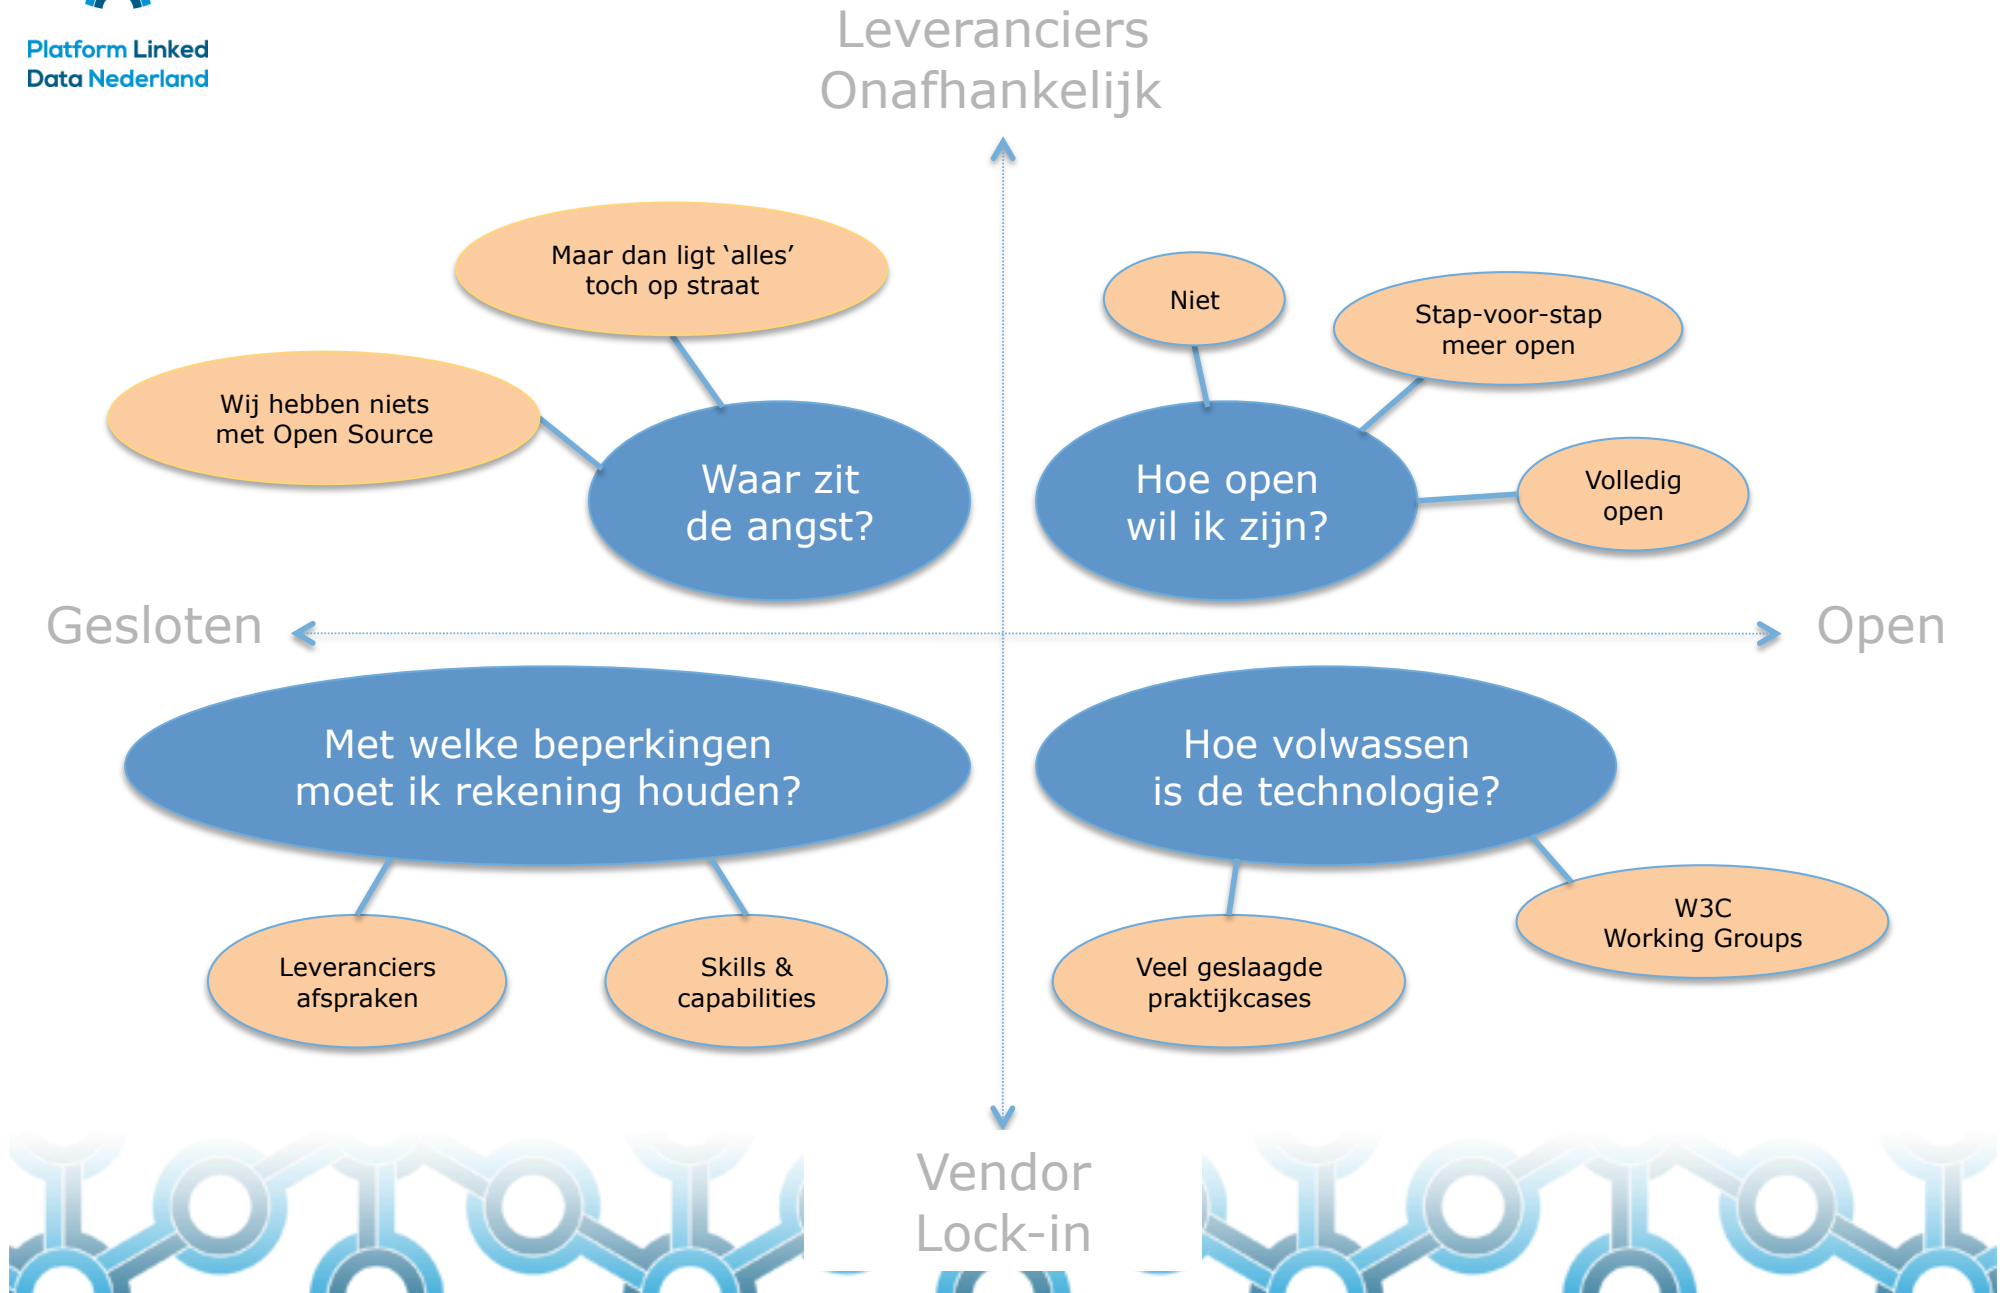 Platform Linked
Data Nederland
Leveranciers
Onafhankelijk
Maar dan ligt ‘alles’
toch op straat
Wij hebben niets
met Open Source
Waar zit
de angst?
Niet
Stap-voor-stap
meer open
Volledig
open
Hoe open
wil ik zijn?
Gesloten
Open
Met welke beperkingen
moet ik rekening houden?
Leveranciers
afspraken
Skills &
capabilities
Hoe volwassen
is de technologie?
Veel geslaagde
praktijkcases
W3C
Working Groups
Vendor
Lock-in